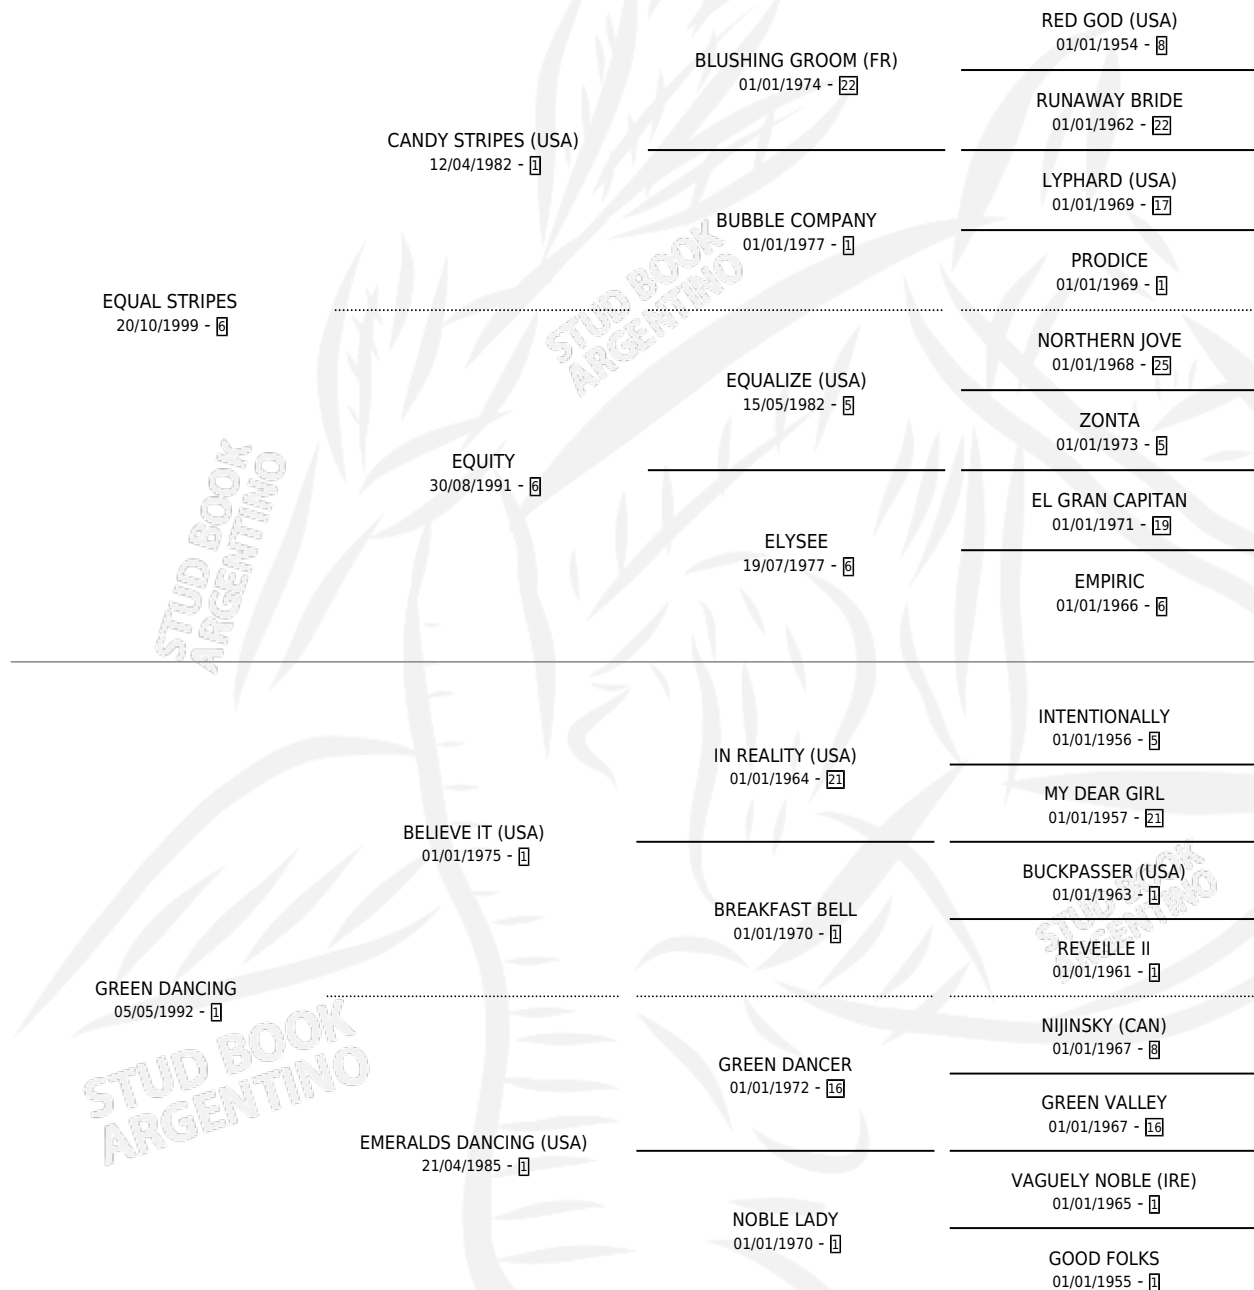 RED GOD (USA)
01/01/1954 - 8
BLUSHING GROOM (FR)
01/01/1974 - 22
RUNAWAY BRIDE
01/01/1962 - 22
CANDY STRIPES (USA)
12/04/1982 - 1
LYPHARD (USA)
01/01/1969 - 17
BUBBLE COMPANY
01/01/1977 - 1
PRODICE
01/01/1969 - 1
EQUAL STRIPES
20/10/1999 - 6
STUD BOOK
ARGENTINO
NORTHERN JOVE
01/01/1968 - 25
EQUALIZE (USA)
15/05/1982 - 5
ZONTA
01/01/1973 - 5
EQUITY
30/08/1991 - 6
EL GRAN CAPITAN
01/01/1971 - 19
ELYSEE
19/07/1977 - 6
EMPIRIC
01/01/1966 - 6
STUD BOOK
ARGENTINO
INTENTIONALLY
01/01/1956 - 5
IN REALITY (USA)
01/01/1964 - 21
MY DEAR GIRL
01/01/1957 - 21
BELIEVE IT (USA)
01/01/1975 - 1
BUCKPASSER (USA)
01/01/1963 - 1
STUD BOOK
ARGENTINO
BREAKFAST BELL
01/01/1970 - 1
REVEILLE II
01/01/1961 - 1
GREEN DANCING
05/05/1992 - 1
STUD BOOK
ARGENTINO
NIJINSKY (CAN)
01/01/1967 - 8
GREEN DANCER
01/01/1972 - 16
GREEN VALLEY
01/01/1967 - 16
EMERALDS DANCING (USA)
21/04/1985 - 1
VAGUELY NOBLE (IRE)
01/01/1965 - 1
NOBLE LADY
01/01/1970 - 1
GOOD FOLKS
01/01/1955 - 1